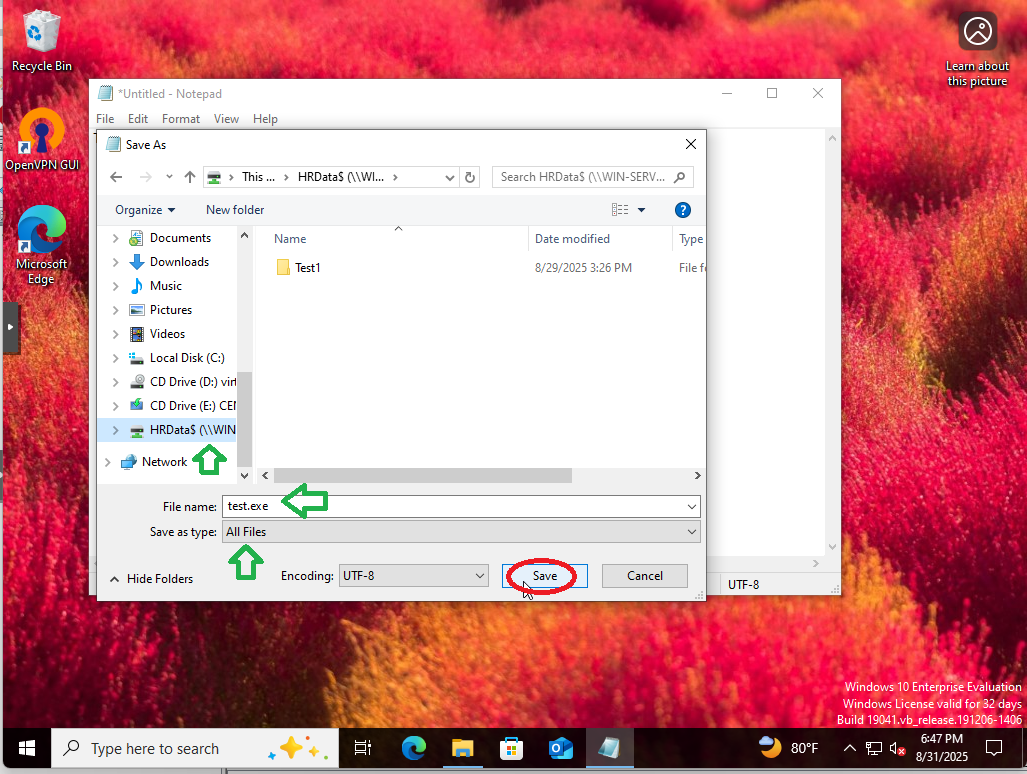 Recycle Bin
Learn about
this picture
OpenVPN GUI
Microsoft
Edge
*Untitled - Notepad
File Edit Format View Help
Save As
This ... HRData$ (\\WI...
Search HRData$ (\\WIN-SERV...
Organize New folder
Name Date modified Type
Documents
Downloads
Music
Pictures
Videos
Local Disk (C:)
CD Drive (D:) virt
CD Drive (E:) CEN
HRData$ (\\WIN
Network
Test1 8/29/2025 3:26 PM File f
File name: test.exe
Save as type: All Files
Hide Folders Encoding: UTF-8 Save Cancel
UTF-8
Windows 10 Enterprise Evaluation
Windows License valid for 32 days
Build 19041.vb_release.191206-1406
Type here to search
80°F
6:47 PM
8/31/2025